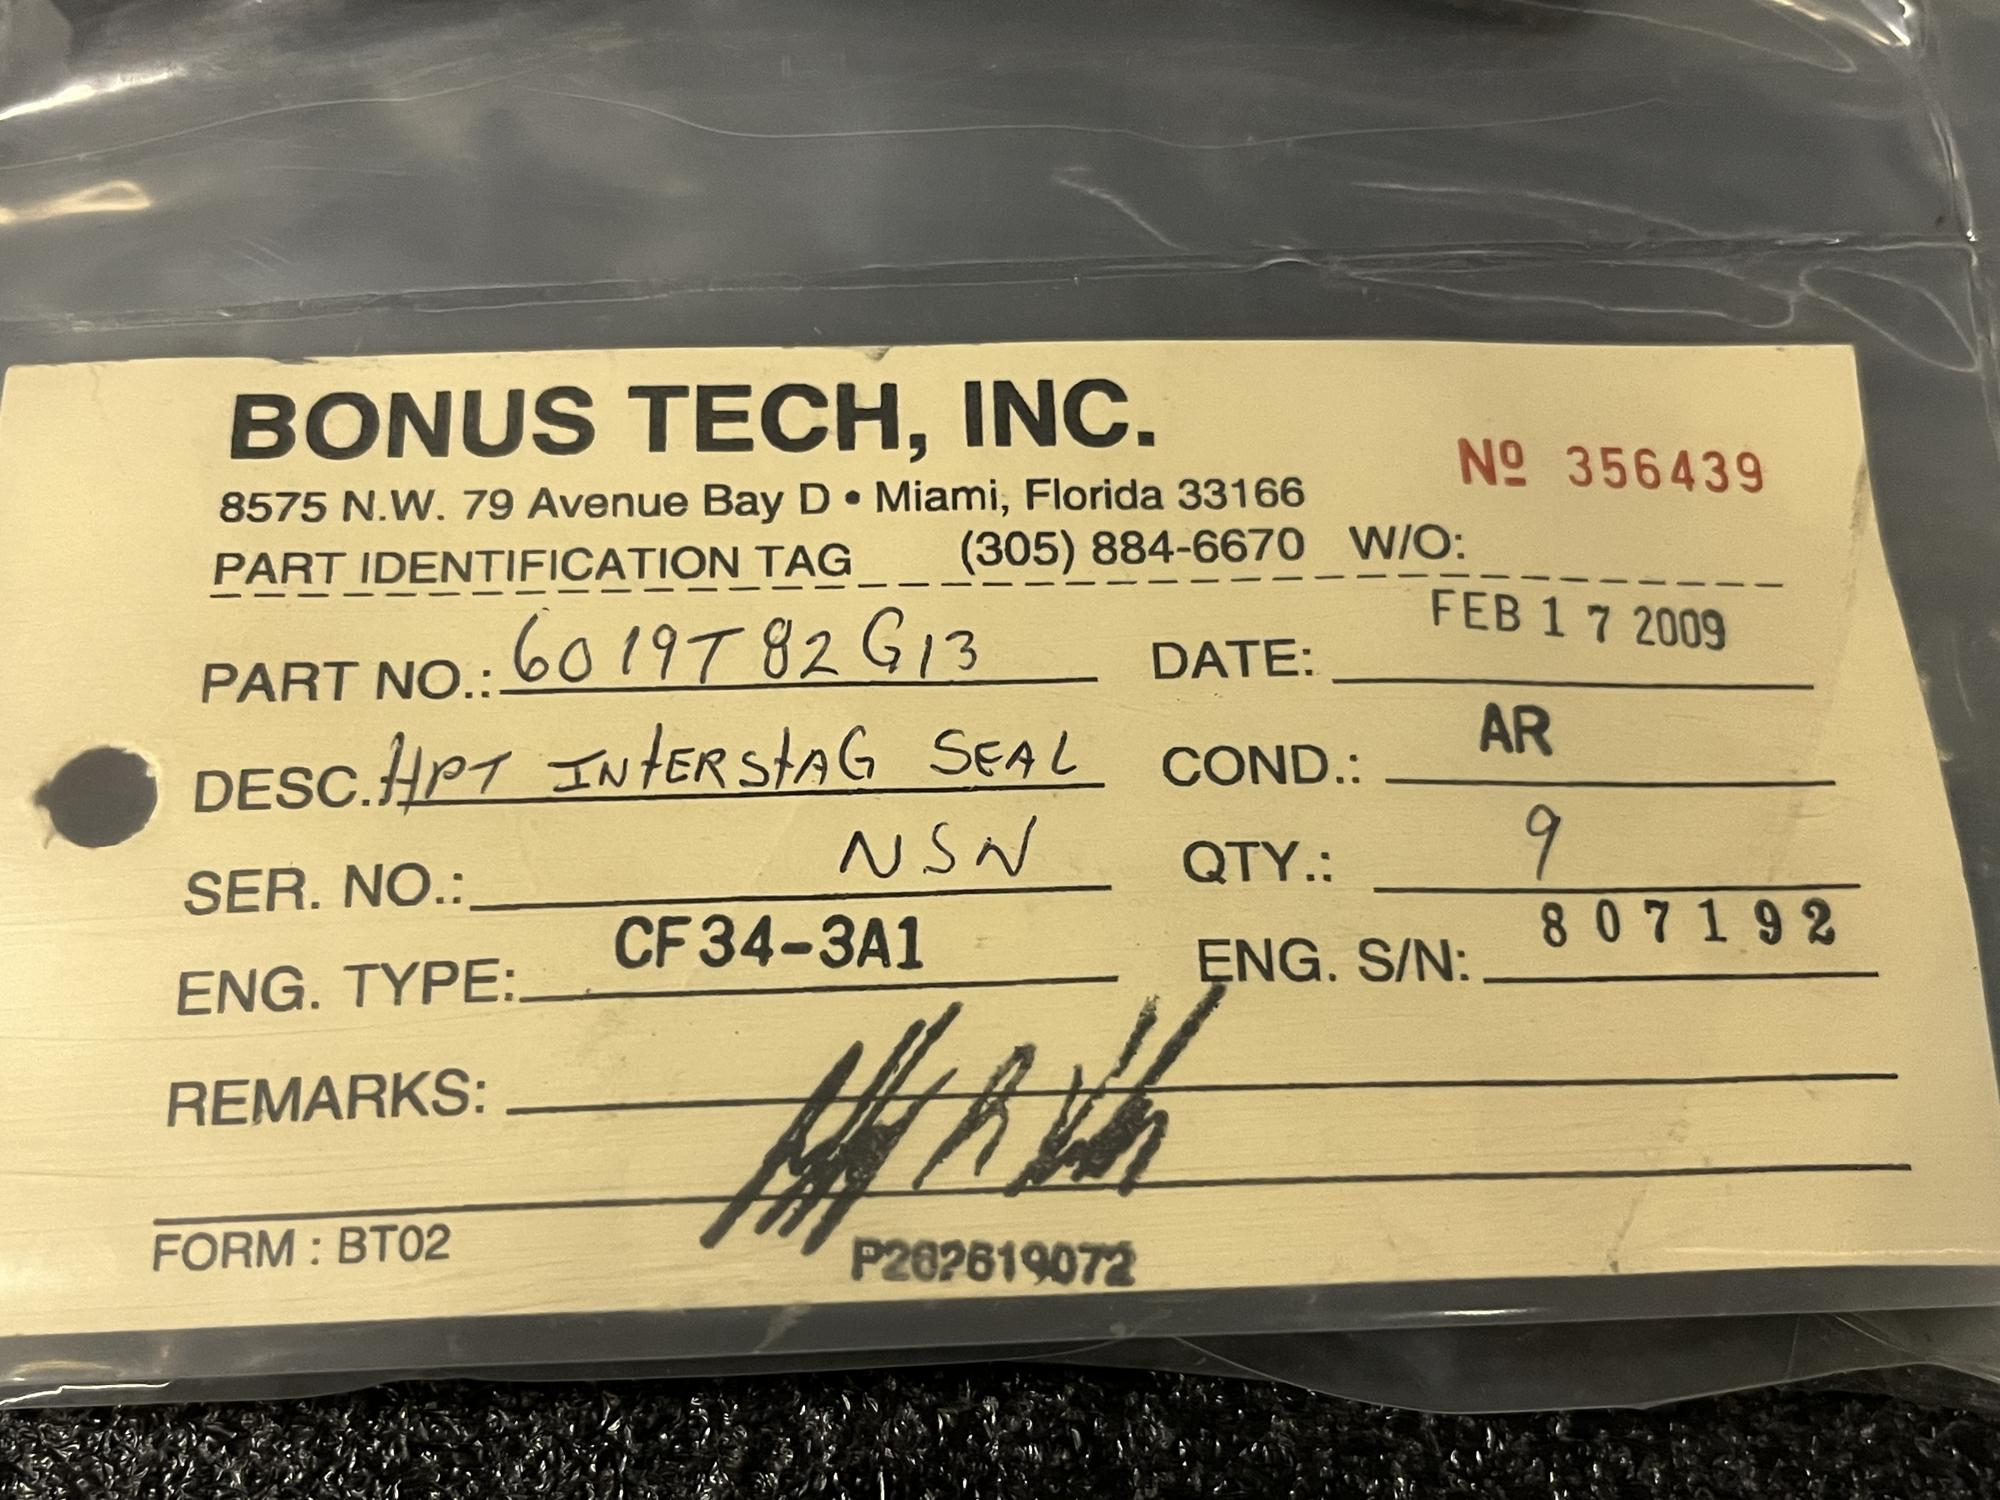 BONUS TECH, INC.
Nº 356439
8575 N.W. 79 Avenue Bay D • Miami, Florida 33166
PART IDENTIFICATION TAG (305) 884-6670 W/O:
PART NO.: 6019T82G13 DATE: FEB 17 2009
DESC. HPT INTERSTAG SEAL COND.: AR
SER. NO.: NSN QTY.: 9
ENG. TYPE: CF34-3A1 ENG. S/N: 807192
REMARKS:
FORM : BT02
P262619072